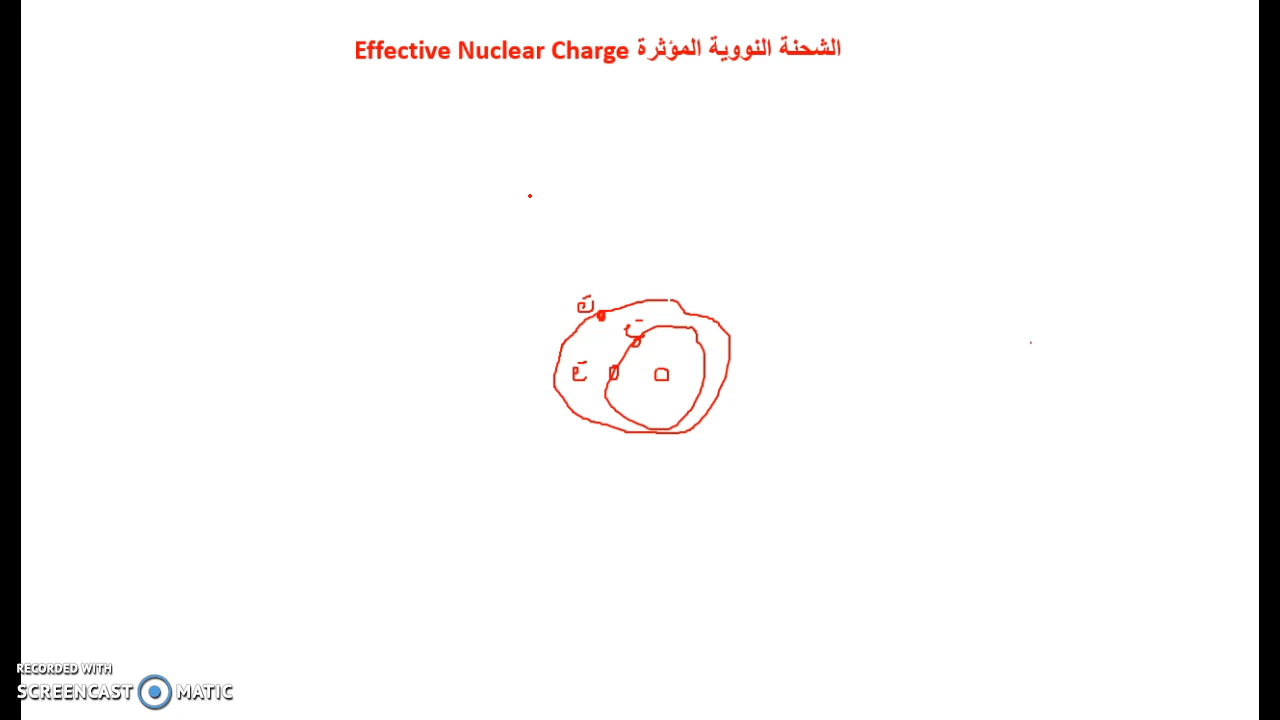 Effective Nuclear Charge الشحنة النووية المؤثرة
e⁻
e⁻
e⁻
RECORDED WITH
SCREENCAST MATIC